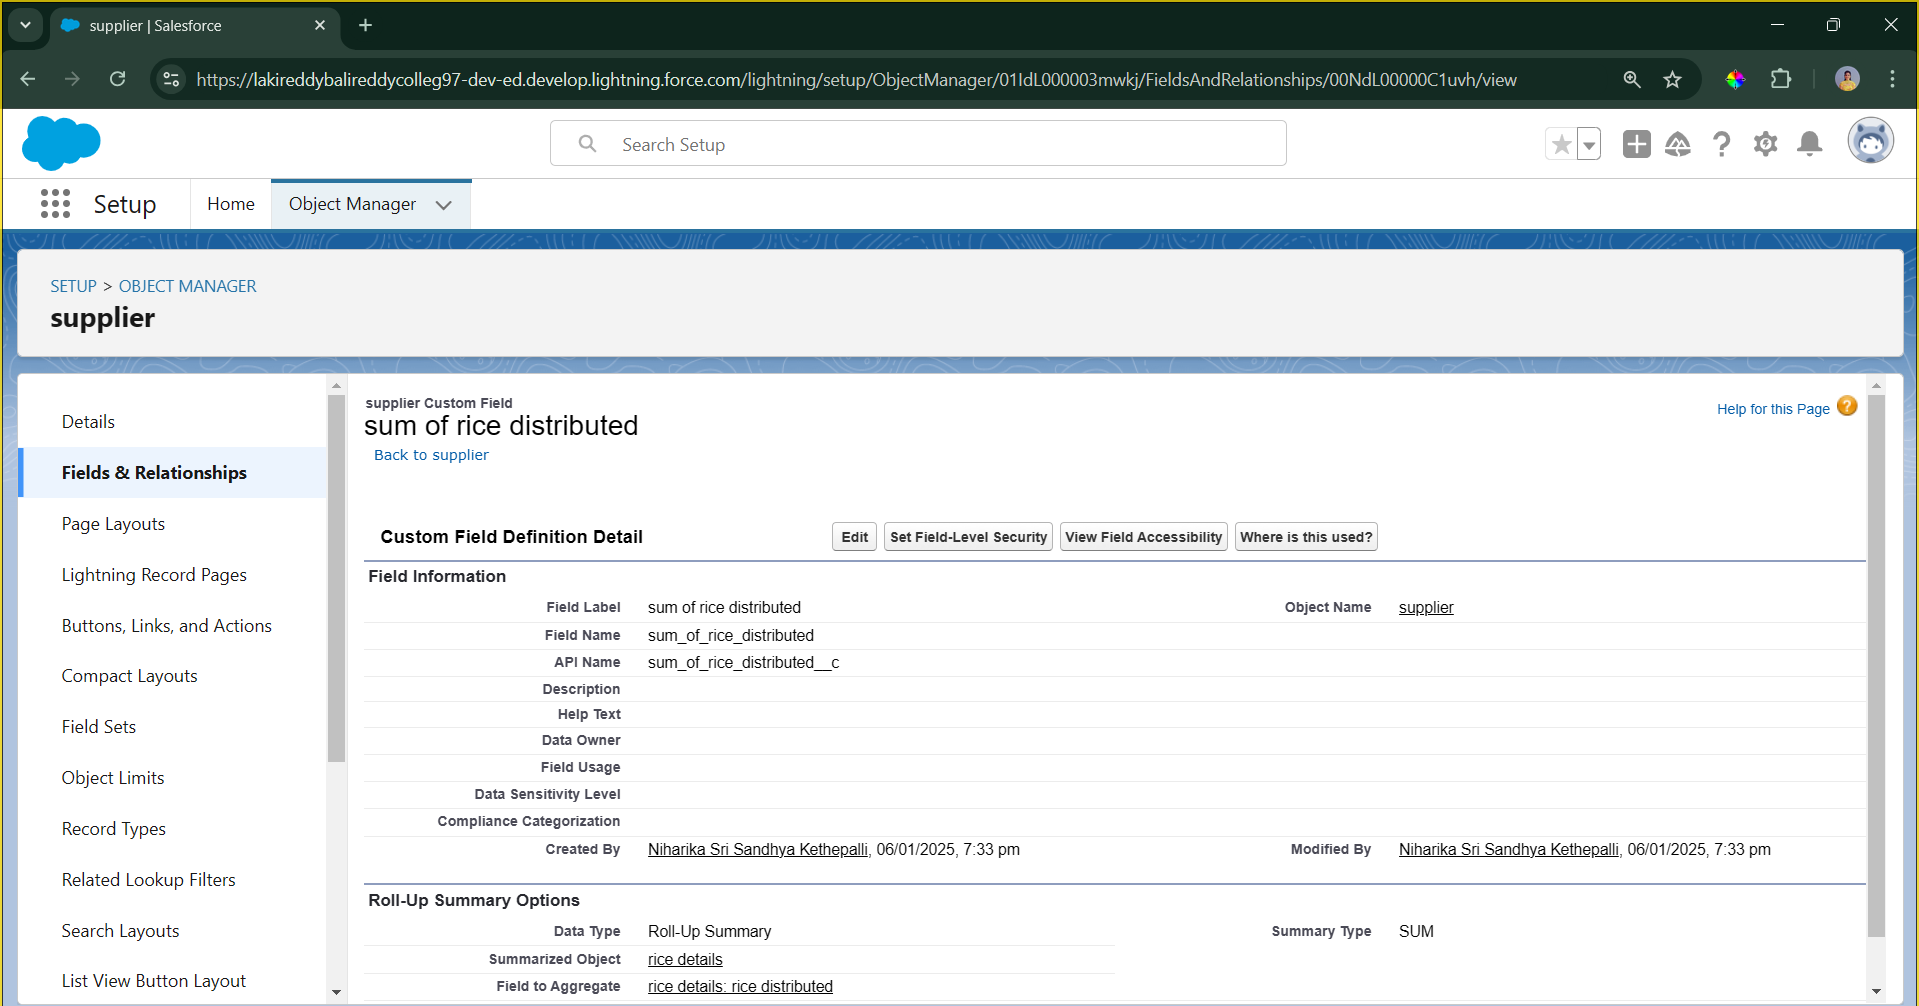 supplier | Salesforce
https://lakireddybalireddycolleg97-dev-ed.develop.lightning.force.com/lightning/setup/ObjectManager/01IdL000003mwkj/FieldsAndRelationships/00NdL00000C1uvh/view
Search Setup
Setup
Home
Object Manager
SETUP > OBJECT MANAGER
supplier
Details
Fields & Relationships
Page Layouts
Lightning Record Pages
Buttons, Links, and Actions
Compact Layouts
Field Sets
Object Limits
Record Types
Related Lookup Filters
Search Layouts
List View Button Layout
supplier Custom Field
sum of rice distributed
Back to supplier
Help for this Page ?
Custom Field Definition Detail
Edit
Set Field-Level Security
View Field Accessibility
Where is this used?
Field Information
Field Label sum of rice distributed
Object Name supplier
Field Name sum_of_rice_distributed
API Name sum_of_rice_distributed__c
Description
Help Text
Data Owner
Field Usage
Data Sensitivity Level
Compliance Categorization
Created By Niharika Sri Sandhya Kethepalli, 06/01/2025, 7:33 pm
Modified By Niharika Sri Sandhya Kethepalli, 06/01/2025, 7:33 pm
Roll-Up Summary Options
Data Type Roll-Up Summary
Summary Type SUM
Summarized Object rice details
Field to Aggregate rice details: rice distributed